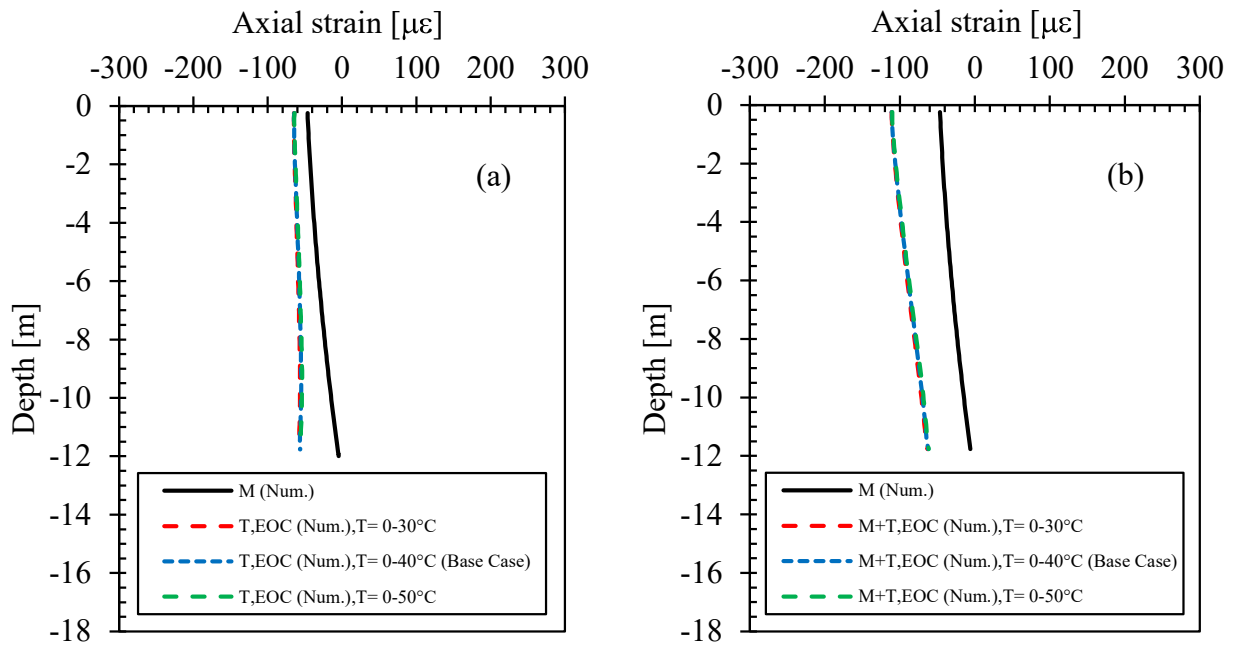 Axial strain [με]
-300 -200 -100 0 100 200 300
0
-2
-4
-6
-8
-10
-12
-14
-16
-18
Depth [m]
(a)
M (Num.)
T,EOC (Num.),T= 0-30°C
T,EOC (Num.),T= 0-40°C (Base Case)
T,EOC (Num.),T= 0-50°C
Axial strain [με]
-300 -200 -100 0 100 200 300
0
-2
-4
-6
-8
-10
-12
-14
-16
-18
Depth [m]
(b)
M (Num.)
M+T,EOC (Num.),T= 0-30°C
M+T,EOC (Num.),T= 0-40°C (Base Case)
M+T,EOC (Num.),T= 0-50°C